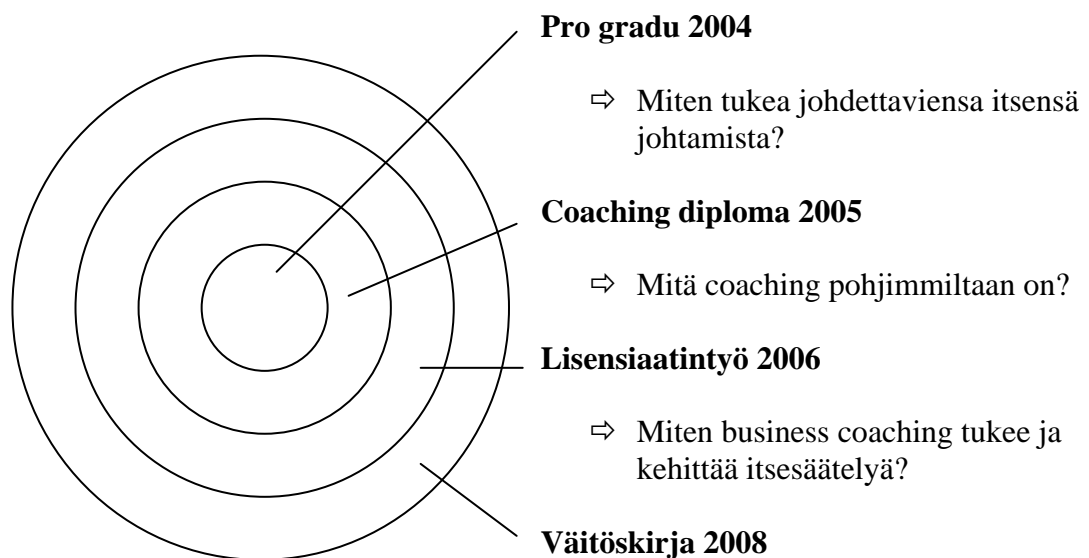 Pro gradu 2004
⇨ Miten tukea johdettaviensa itsensä
johtamista?
Coaching diploma 2005
⇨ Mitä coaching pohjimmiltaan on?
Lisensiaatintyö 2006
⇨ Miten business coaching tukee ja
kehittää itsesäätelyä?
Väitöskirja 2008